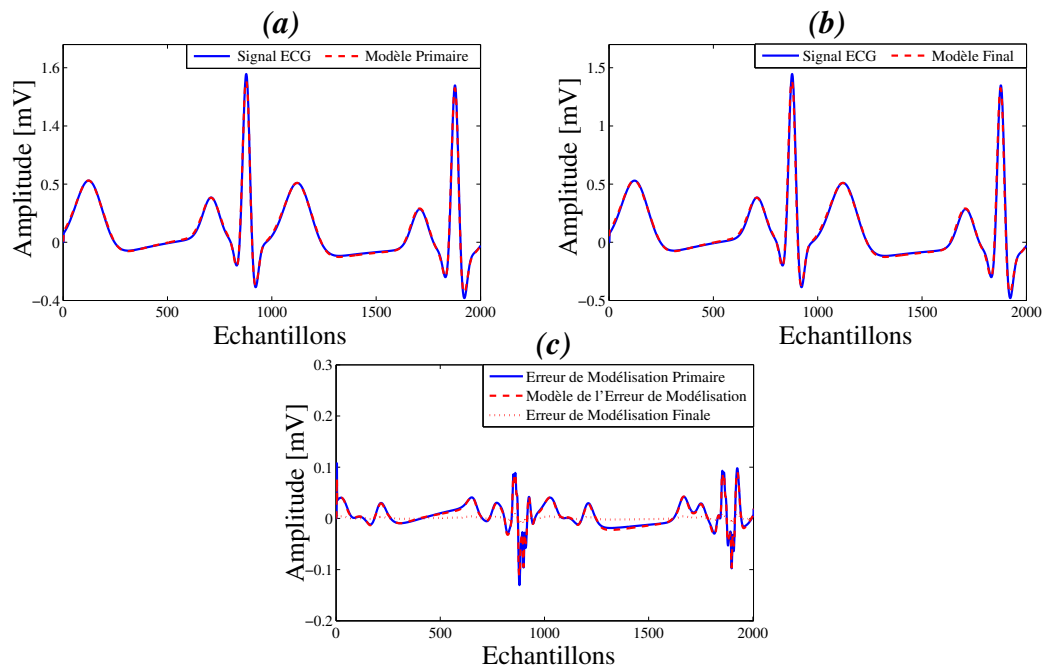 (a)
Signal ECG
Modèle Primaire
1.6
1.4
0.5
0
−0.4
Amplitude [mV]
0
500
1000
1500
2000
Echantillons
(b)
Signal ECG
Modèle Final
1.5
1
0.5
0
−0.5
Amplitude [mV]
0
500
1000
1500
2000
Echantillons
(c)
Erreur de Modélisation Primaire
Modèle de l'Erreur de Modélisation
Erreur de Modélisation Finale
0.3
0.2
0.1
0
−0.1
−0.2
Amplitude [mV]
0
500
1000
1500
2000
Echantillons